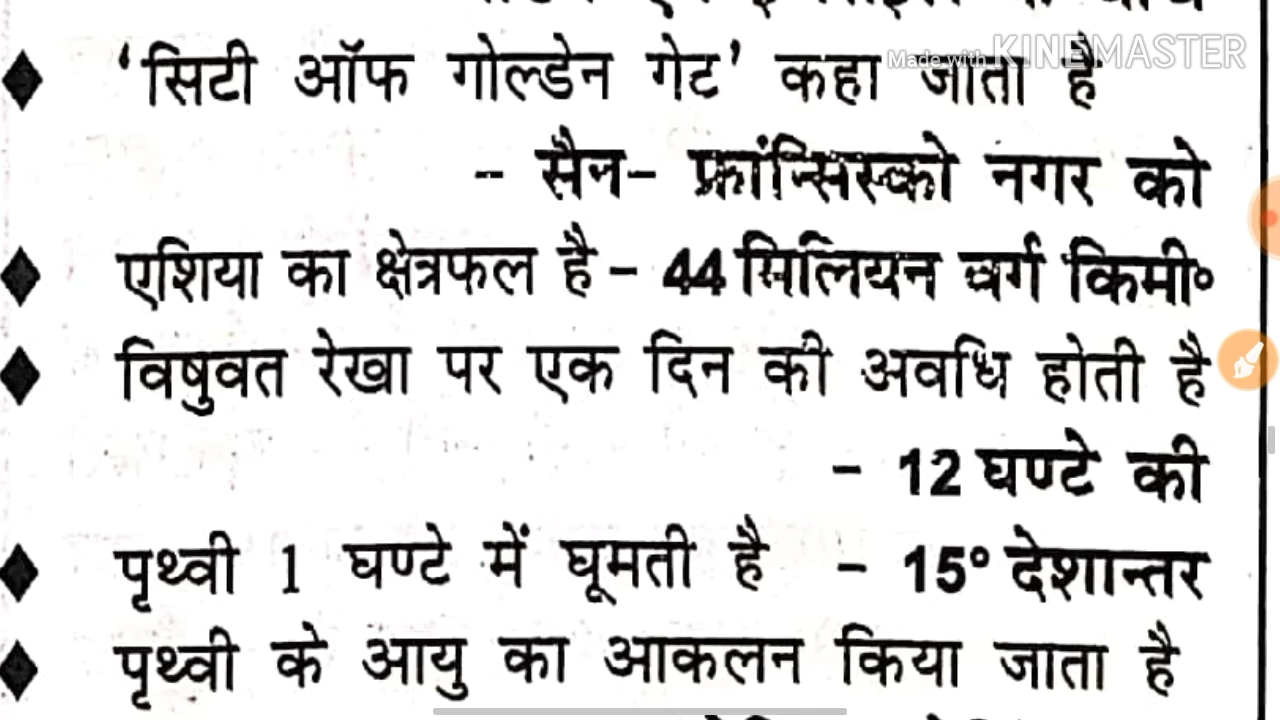 Made with KINEMASTER
'सिटी ऑफ गोल्डेन गेट' कहा जाता है
- सैन- फ्रांन्सिस्को नगर को
एशिया का क्षेत्रफल है - 44 मिलियन वर्ग किमी०
विषुवत रेखा पर एक दिन की अवधि होती है
- 12 घण्टे की
पृथ्वी 1 घण्टे में घूमती है - 15° देशान्तर
पृथ्वी के आयु का आकलन किया जाता है